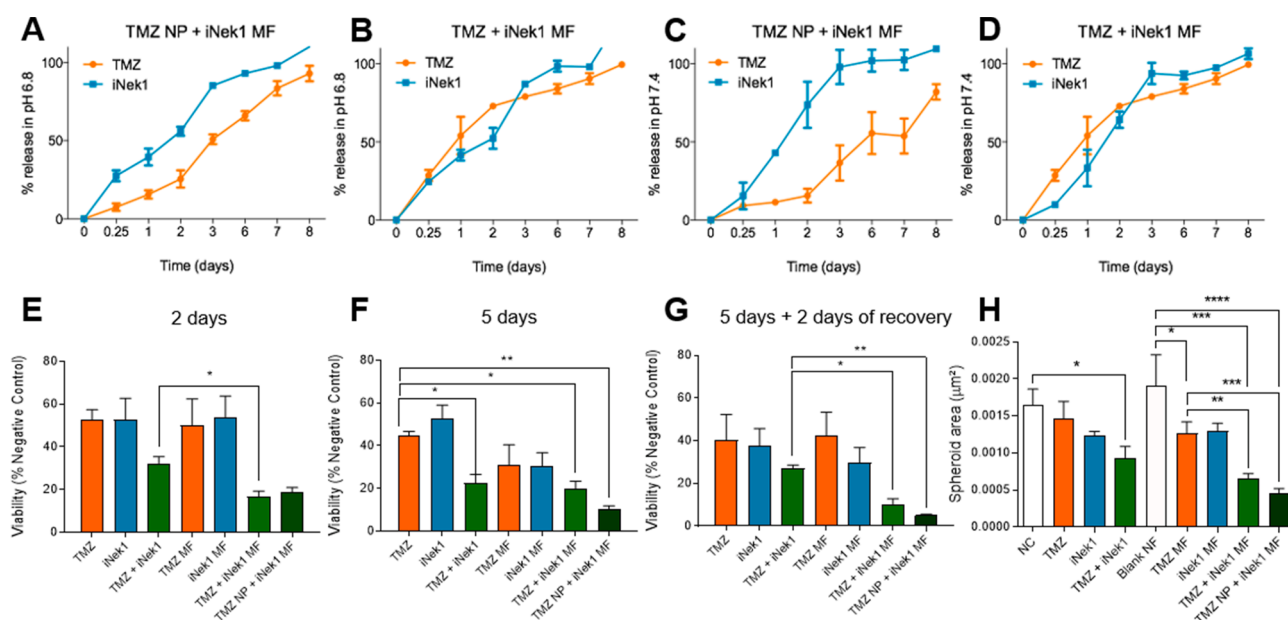 A
TMZ NP + iNek1 MF
% release in pH 6.8
100
50
0
TMZ
iNek1
0 0.25 1 2 3 6 7 8
Time (days)
B
TMZ + iNek1 MF
% release in pH 6.8
100
50
0
TMZ
iNek1
0 0.25 1 2 3 6 7 8
Time (days)
C
TMZ NP + iNek1 MF
% release in pH 7.4
100
50
0
TMZ
iNek1
0 0.25 1 2 3 6 7 8
Time (days)
D
TMZ + iNek1 MF
% release in pH 7.4
100
50
0
TMZ
iNek1
0 0.25 1 2 3 6 7 8
Time (days)
E
2 days
Viability (% Negative Control)
80
60
40
20
0
*
TMZ
iNek1
TMZ + iNek1
TMZ MF
iNek1 MF
TMZ + iNek1 MF
TMZ NP + iNek1 MF
F
5 days
Viability (% Negative Control)
80
60
40
20
0
**
*
*
TMZ
iNek1
TMZ + iNek1
TMZ MF
iNek1 MF
TMZ + iNek1 MF
TMZ NP + iNek1 MF
G
5 days + 2 days of recovery
Viability (% Negative Control)
80
60
40
20
0
**
*
TMZ
iNek1
TMZ + iNek1
TMZ MF
iNek1 MF
TMZ + iNek1 MF
TMZ NP + iNek1 MF
H
Spheroid area (µm²)
0.0025
0.0020
0.0015
0.0010
0.0005
0.0000
****
***
*
*
***
**
NC
TMZ
iNek1
TMZ + iNek1
Blank NF
TMZ MF
iNek1 MF
TMZ + iNek1 MF
TMZ NP + iNek1 MF